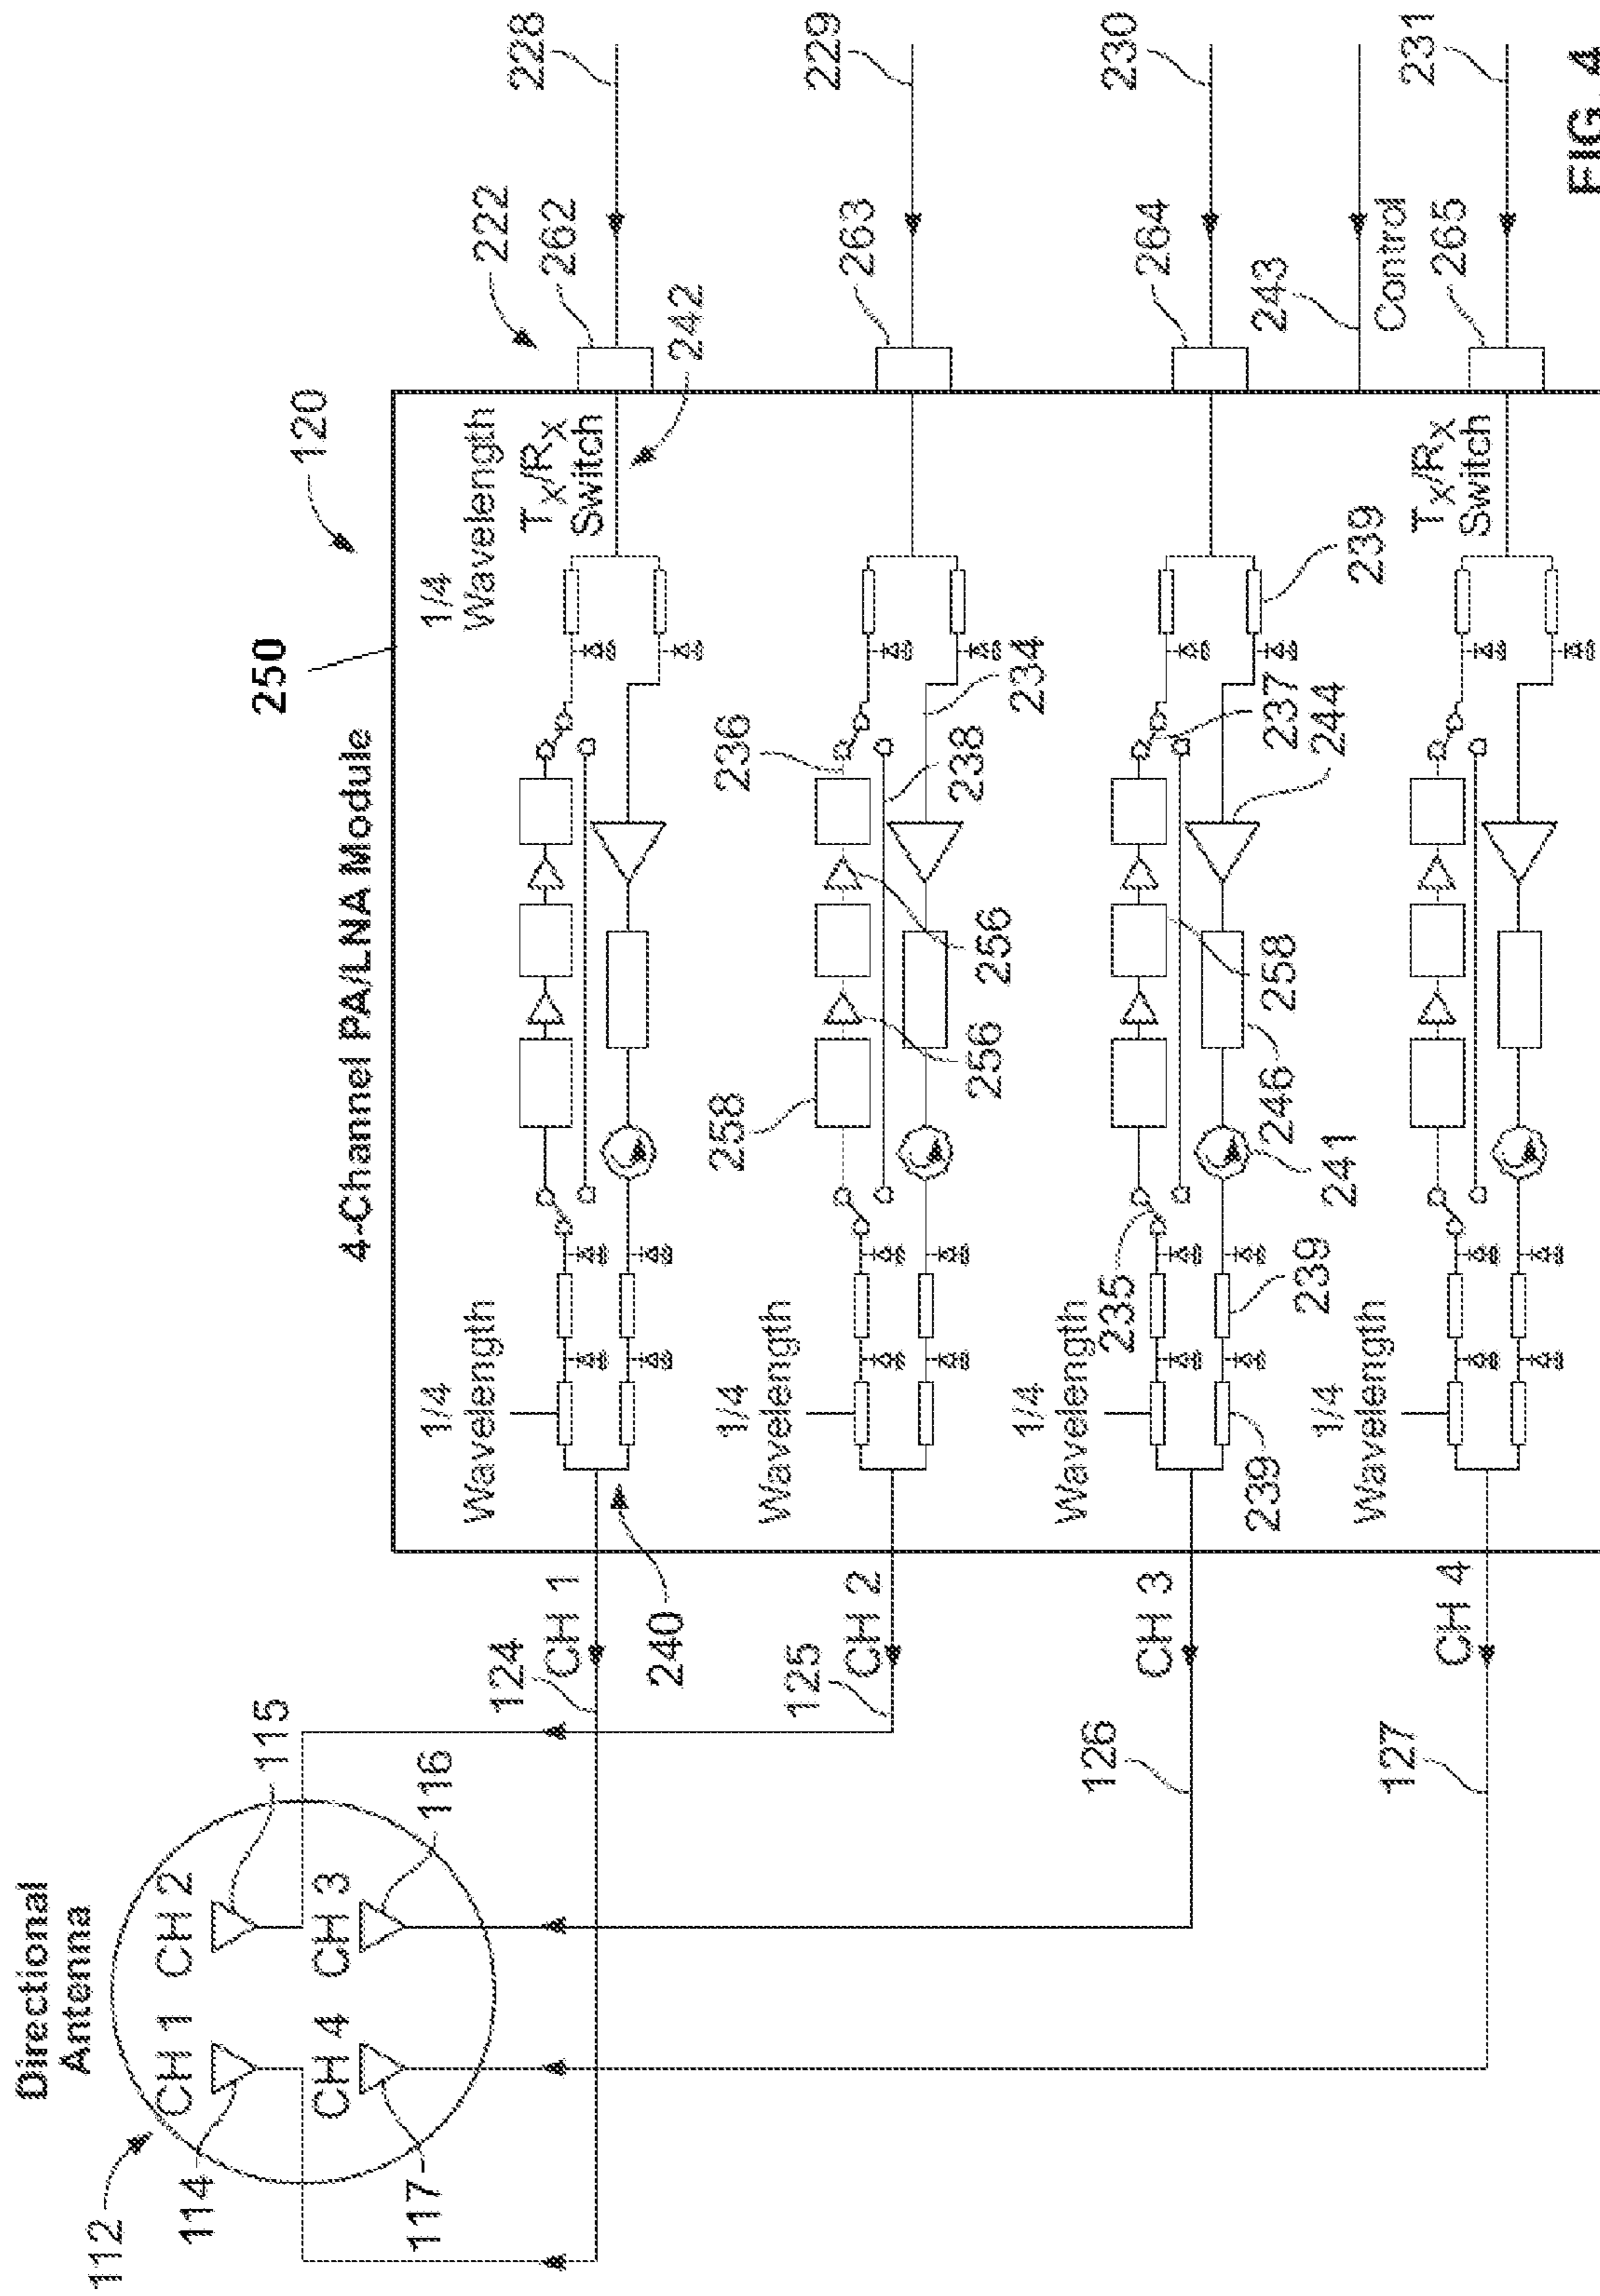 Directional
Antenna
112
CH 1
CH 2
114
115
CH 4
CH 3
117
116
120
4-Channel PA/LNA Module
250
222
124
CH 1
240
1/4
Wavelength
1/4
Wavelength
TX/RX
Switch
242
262
228
125
CH 2
1/4
Wavelength
258
256
256
236
238
234
263
229
126
CH 3
1/4
Wavelength
235
239
239
241
246
258
244
237
239
264
230
243
Control
127
CH 4
1/4
Wavelength
TX/RX
Switch
265
231
FIG. 4